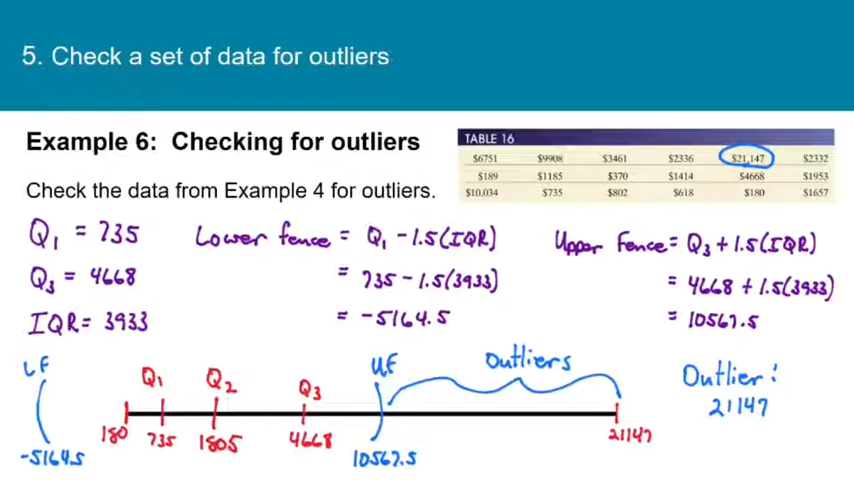 5. Check a set of data for outliers
Example 6: Checking for outliers
TABLE 16
$6751 $9908 $3461 $2336 $21,147 $2332
$189 $1185 $370 $1414 $4668 $1953
$10,034 $735 $802 $618 $180 $1657
Check the data from Example 4 for outliers.
Q₁ = 735
Q₃ = 4668
IQR = 3933
Lower fence = Q₁ - 1.5(IQR)
= 735 - 1.5(3933)
= -5164.5
Upper Fence = Q₃ + 1.5(IQR)
= 4668 + 1.5(3933)
= 10567.5
LF Q₁ Q₂ Q₃ UF Outliers
-5164.5 180 735 1805 4668 10567.5 21147
Outlier:
21147